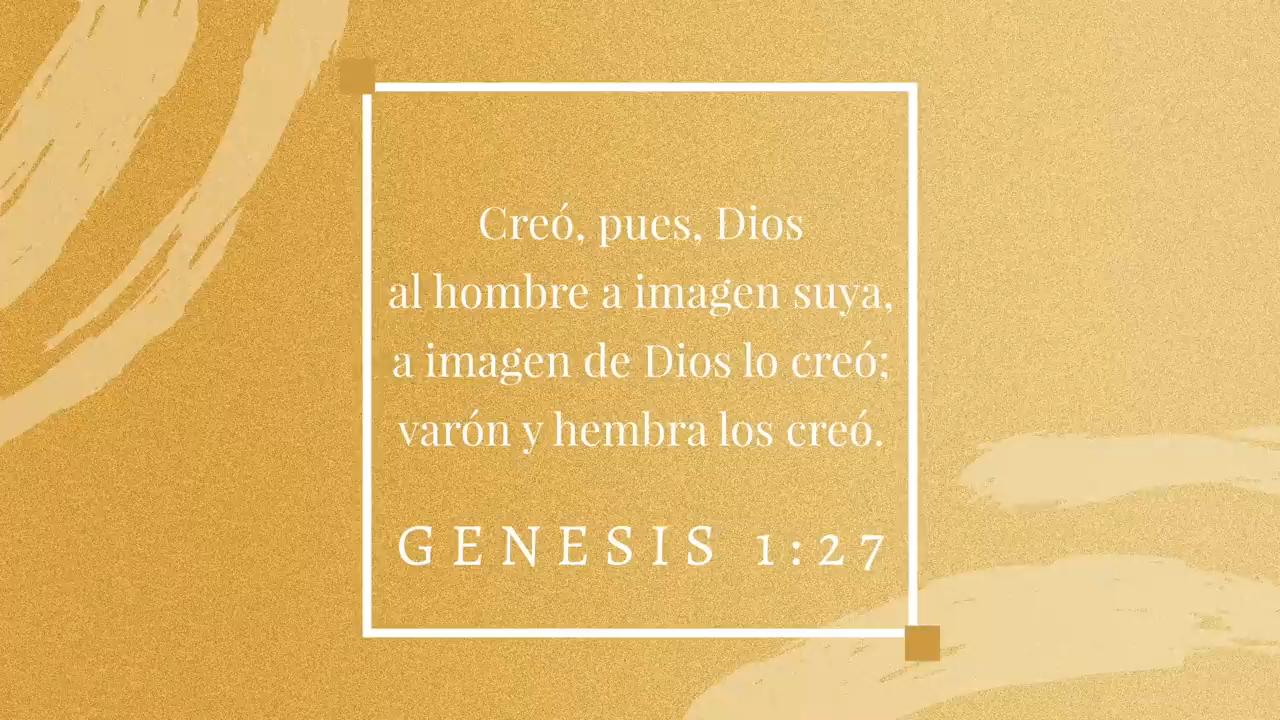 Creó, pues, Dios
al hombre a imagen suya,
a imagen de Dios lo creó;
varón y hembra los creó.
GENESIS 1:27